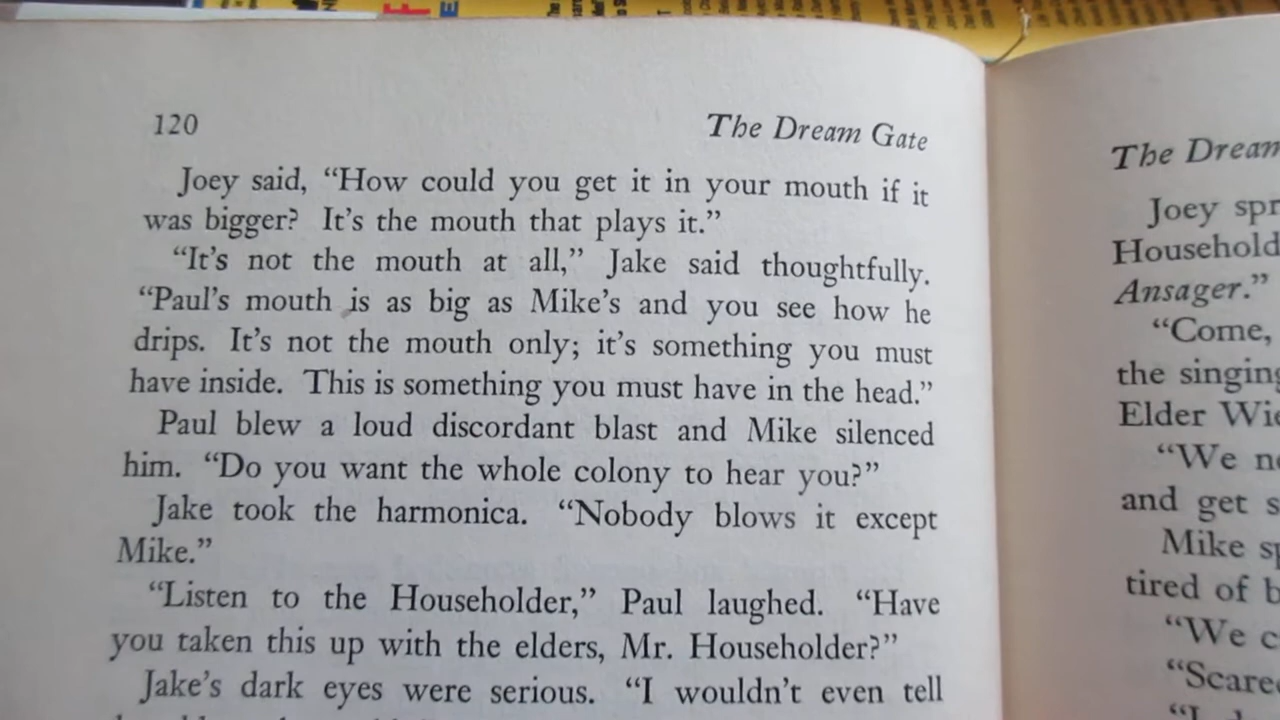 120
The Dream Gate
Joey said, “How could you get it in your mouth if it
was bigger? It’s the mouth that plays it.”
“It’s not the mouth at all,” Jake said thoughtfully.
“Paul’s mouth is as big as Mike’s and you see how he
drips. It’s not the mouth only; it’s something you must
have inside. This is something you must have in the head.”
Paul blew a loud discordant blast and Mike silenced
him. “Do you want the whole colony to hear you?”
Jake took the harmonica. “Nobody blows it except
Mike.”
“Listen to the Householder,” Paul laughed. “Have
you taken this up with the elders, Mr. Householder?”
Jake’s dark eyes were serious. “I wouldn’t even tell
The Dream
Joey spr
Household
Ansager.”
“Come,
the singing
Elder Wi
“We n
and get s
Mike sp
tired of b
“We c
“Scare